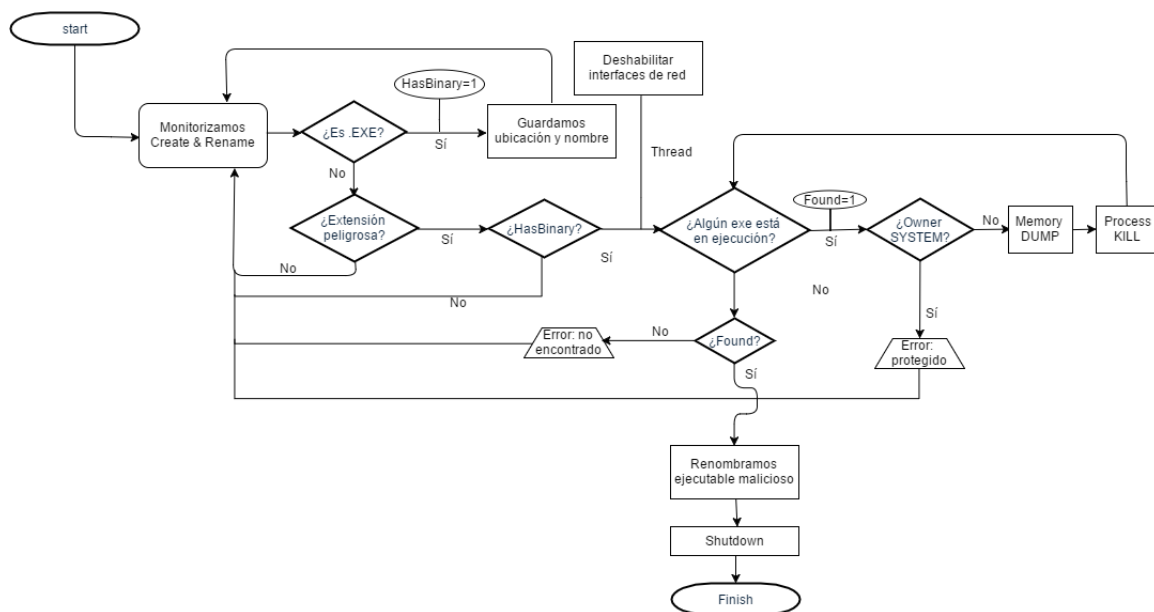 start
Monitorizamos
Create & Rename
¿Es .EXE?
HasBinary=1
Sí
Guardamos
ubicación y nombre
Deshabilitar
interfaces de red
Thread
No
¿Extensión
peligrosa?
Sí
No
¿HasBinary?
Sí
No
¿Algún exe está
en ejecución?
Found=1
Sí
¿Owner
SYSTEM?
No
Memory
DUMP
Process
KILL
No
Sí
Error:
protegido
¿Found?
No
Error: no
encontrado
Sí
Renombramos
ejecutable malicioso
Shutdown
Finish